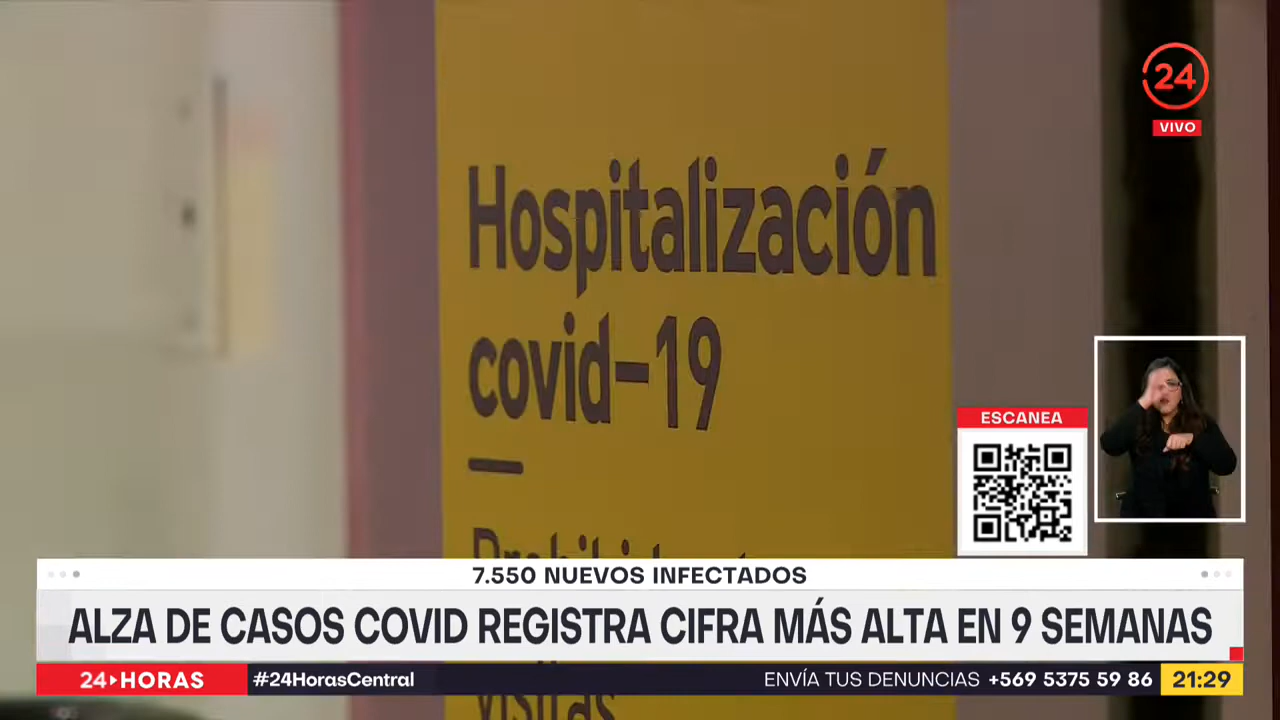 24
VIVO
Hospitalización
covid-19
ESCANEA
7.550 NUEVOS INFECTADOS
ALZA DE CASOS COVID REGISTRA CIFRA MÁS ALTA EN 9 SEMANAS
24 HORAS
#24HorasCentral
ENVÍA TUS DENUNCIAS +569 5375 59 86
21:29
visitas